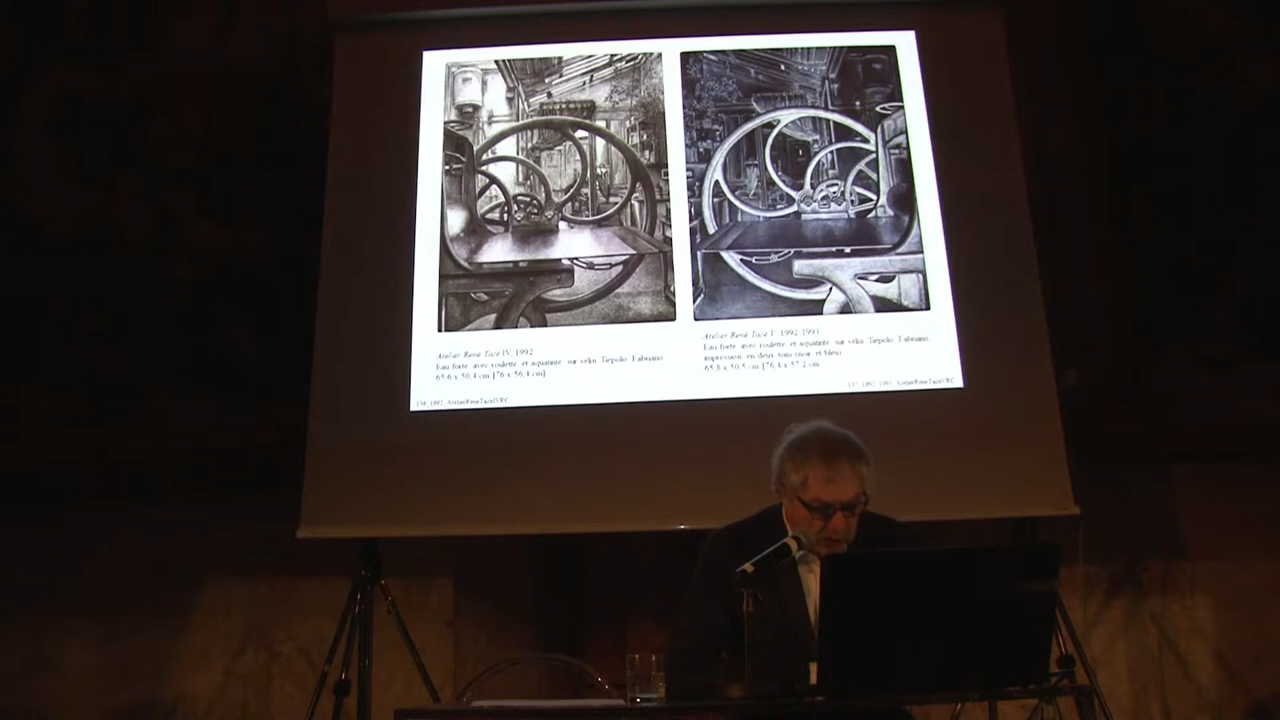 Atelier René Tazé IV, 1992
Eau forte avec roulette et aquatinte sur vélin Tiepolo Fabriano
65,6 x 50,4 cm [76 x 56,4 cm]
Atelier René Tazé V 1992-1993
Eau forte avec roulette et aquatinte sur vélin Tiepolo Fabriano
impression en deux tons (noir et bleu)
65,8 x 50,5 cm [76,4 x 57,2 cm
1992_AtelierRenéTazéIVRC
137_1992_1993_AtelierRenéTazéVRC